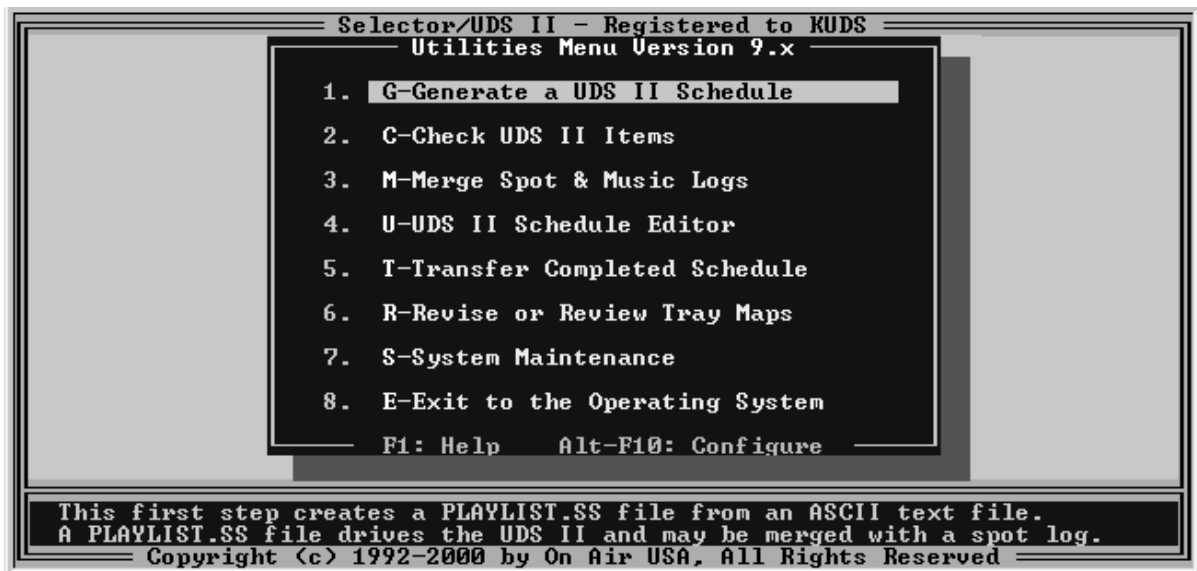 Selector/UDS II - Registered to KUDS
Utilities Menu Version 9.x
1. G-Generate a UDS II Schedule
2. C-Check UDS II Items
3. M-Merge Spot & Music Logs
4. U-UDS II Schedule Editor
5. T-Transfer Completed Schedule
6. R-Revise or Review Tray Maps
7. S-System Maintenance
8. E-Exit to the Operating System
F1: Help Alt-F10: Configure
This first step creates a PLAYLIST.SS file from an ASCII text file.
A PLAYLIST.SS file drives the UDS II and may be merged with a spot log.
Copyright (c) 1992-2000 by On Air USA, All Rights Reserved